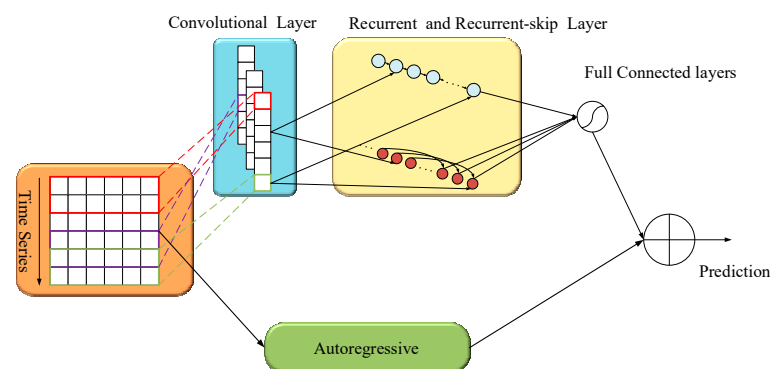 Convolutional Layer
Recurrent and Recurrent-skip Layer
Full Connected layers
Time Series
Prediction
Autoregressive